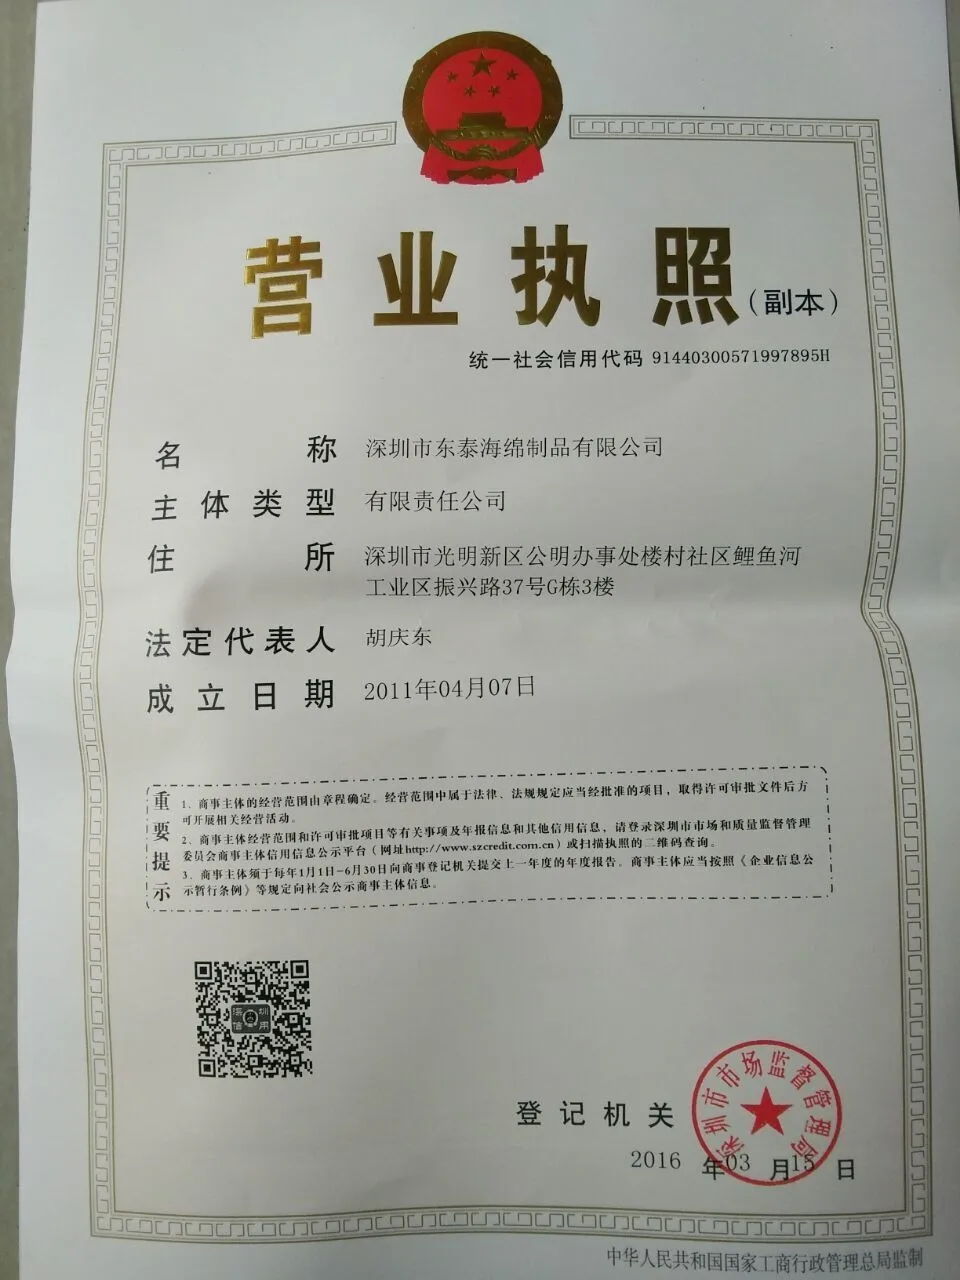 营业执照(副本)
统一社会信用代码 91440300571997895H
名称 深圳市东泰海绵制品有限公司
主体类型 有限责任公司
住所 深圳市光明新区公明办事处楼村社区鲤鱼河
工业区振兴路37号G栋3楼
法定代表人 胡庆东
成立日期 2011年04月07日
重要提示
1、商事主体的经营范围由章程确定。经营范围中属于法律、法规规定应当经批准的项目，取得许可审批文件后方
可开展相关经营活动。
2、商事主体经营范围和许可审批项目等有关事项及年报信息和其他信用信息，请登录深圳市市场和质量监督管理
委员会商事主体信用信息公示平台（网址http://www.szcredit.com.cn）或扫描执照的二维码查询。
3、商事主体须于每年1月1日-6月30日向商事登记机关提交上一年度的年度报告。商事主体应当按照《企业信息公
示暂行条例》等规定向社会公示商事主体信息。
深圳
信用
登记机关
深圳市市场监督管理局
2016年03月15日
中华人民共和国国家工商行政管理总局监制